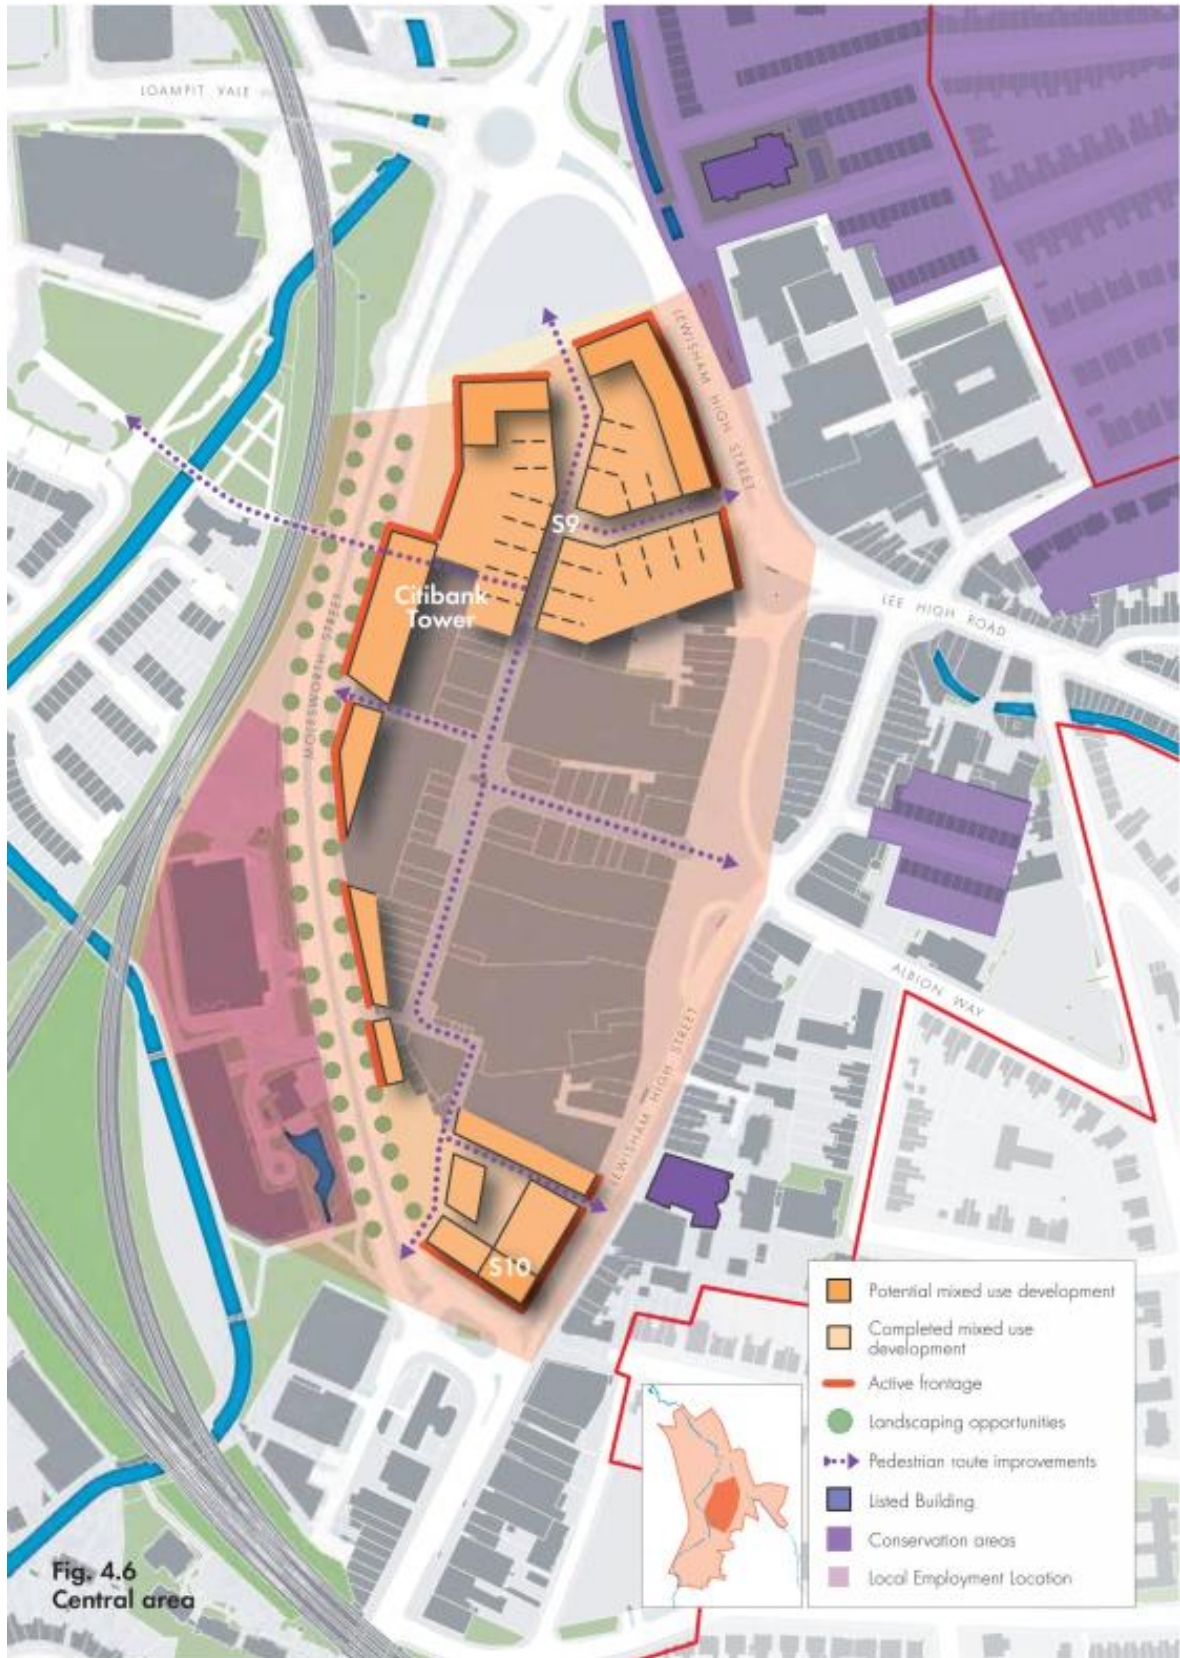 LOAMPIT VALE
LEWISHAM HIGH STREET
S9
Citibank
Tower
LEE HIGH ROAD
MOLESWORTH STREET
ALBION WAY
LEWISHAM HIGH STREET
S10
Potential mixed use development
Completed mixed use
development
Active frontage
Landscaping opportunities
Pedestrian route improvements
Listed Building
Conservation areas
Local Employment Location
Fig. 4.6
Central area